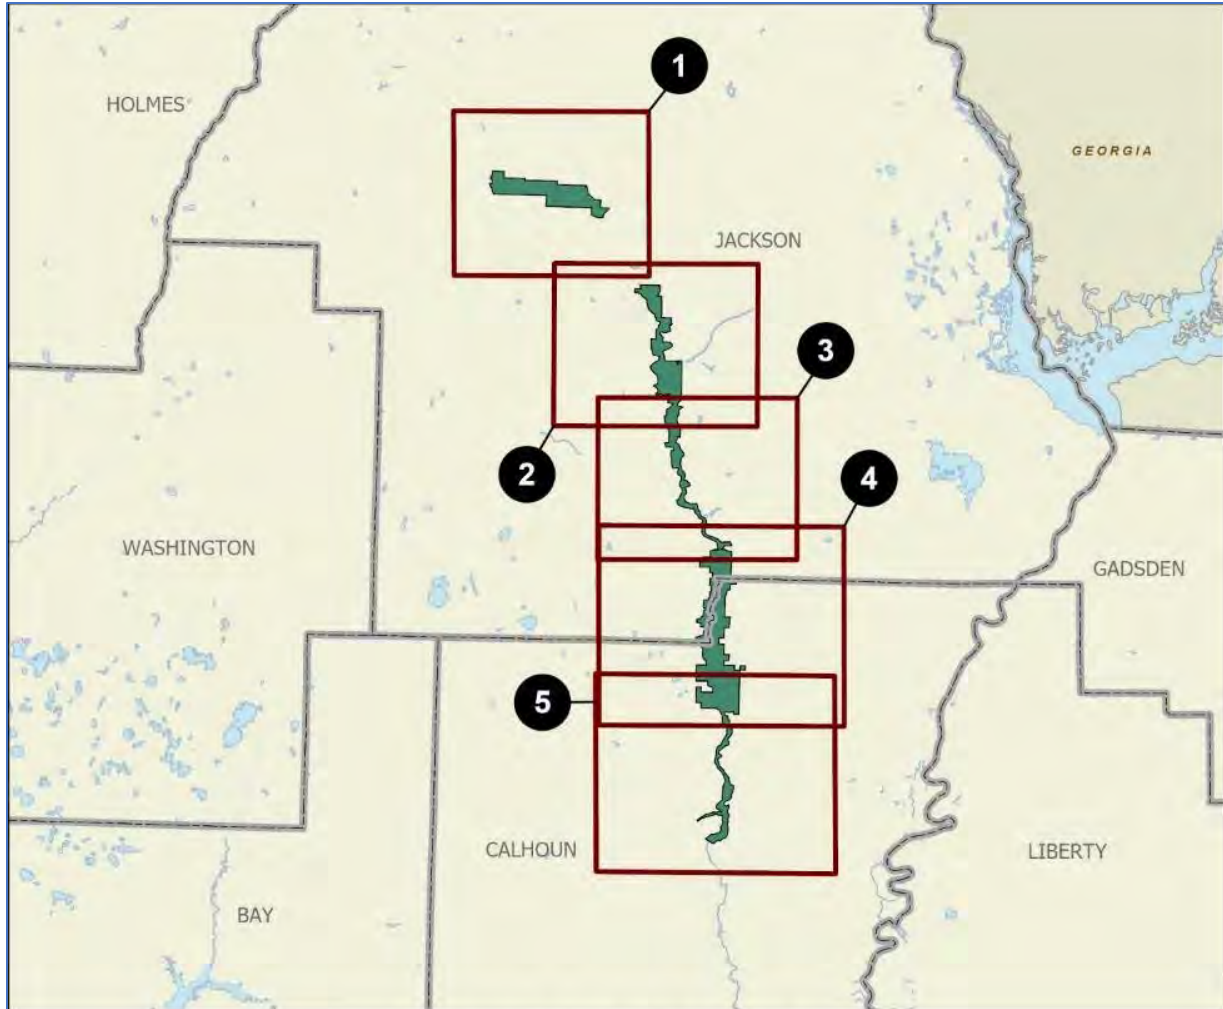 1
HOLMES
GEORGIA
JACKSON
3
2
4
WASHINGTON
GADSDEN
5
CALHOUN
LIBERTY
BAY